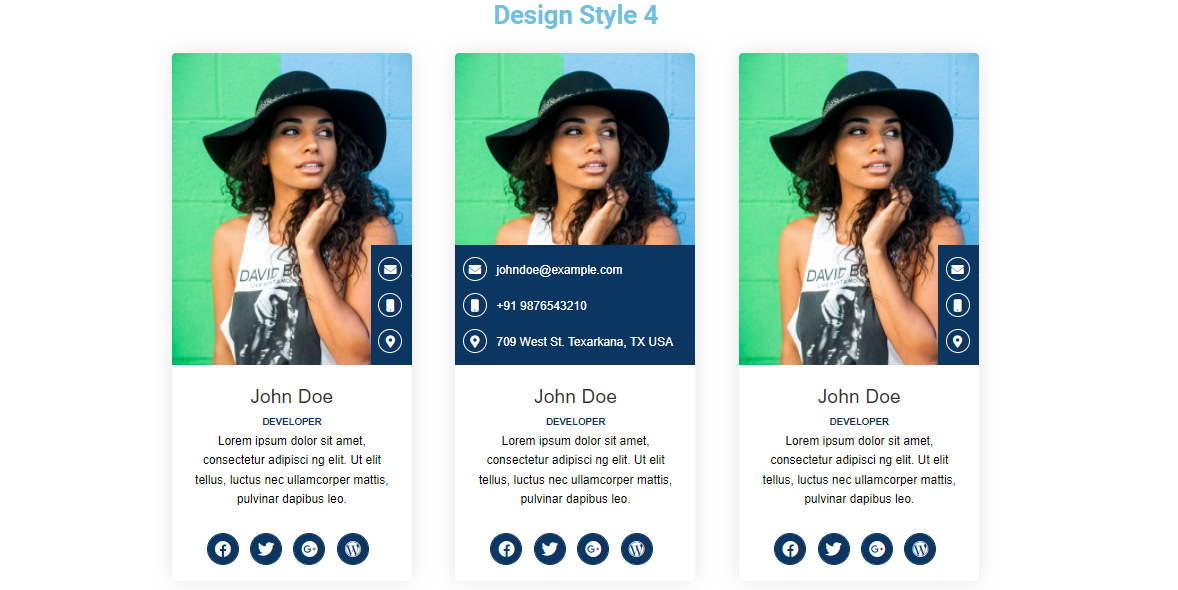 Design Style 4
DAVID BO
johndoe@example.com
+91 9876543210
709 West St. Texarkana, TX USA
DAVID BO
John Doe
DEVELOPER
Lorem ipsum dolor sit amet,
consectetur adipisci ng elit. Ut elit
tellus, luctus nec ullamcorper mattis,
pulvinar dapibus leo.
John Doe
DEVELOPER
Lorem ipsum dolor sit amet,
consectetur adipisci ng elit. Ut elit
tellus, luctus nec ullamcorper mattis,
pulvinar dapibus leo.
John Doe
DEVELOPER
Lorem ipsum dolor sit amet,
consectetur adipisci ng elit. Ut elit
tellus, luctus nec ullamcorper mattis,
pulvinar dapibus leo.